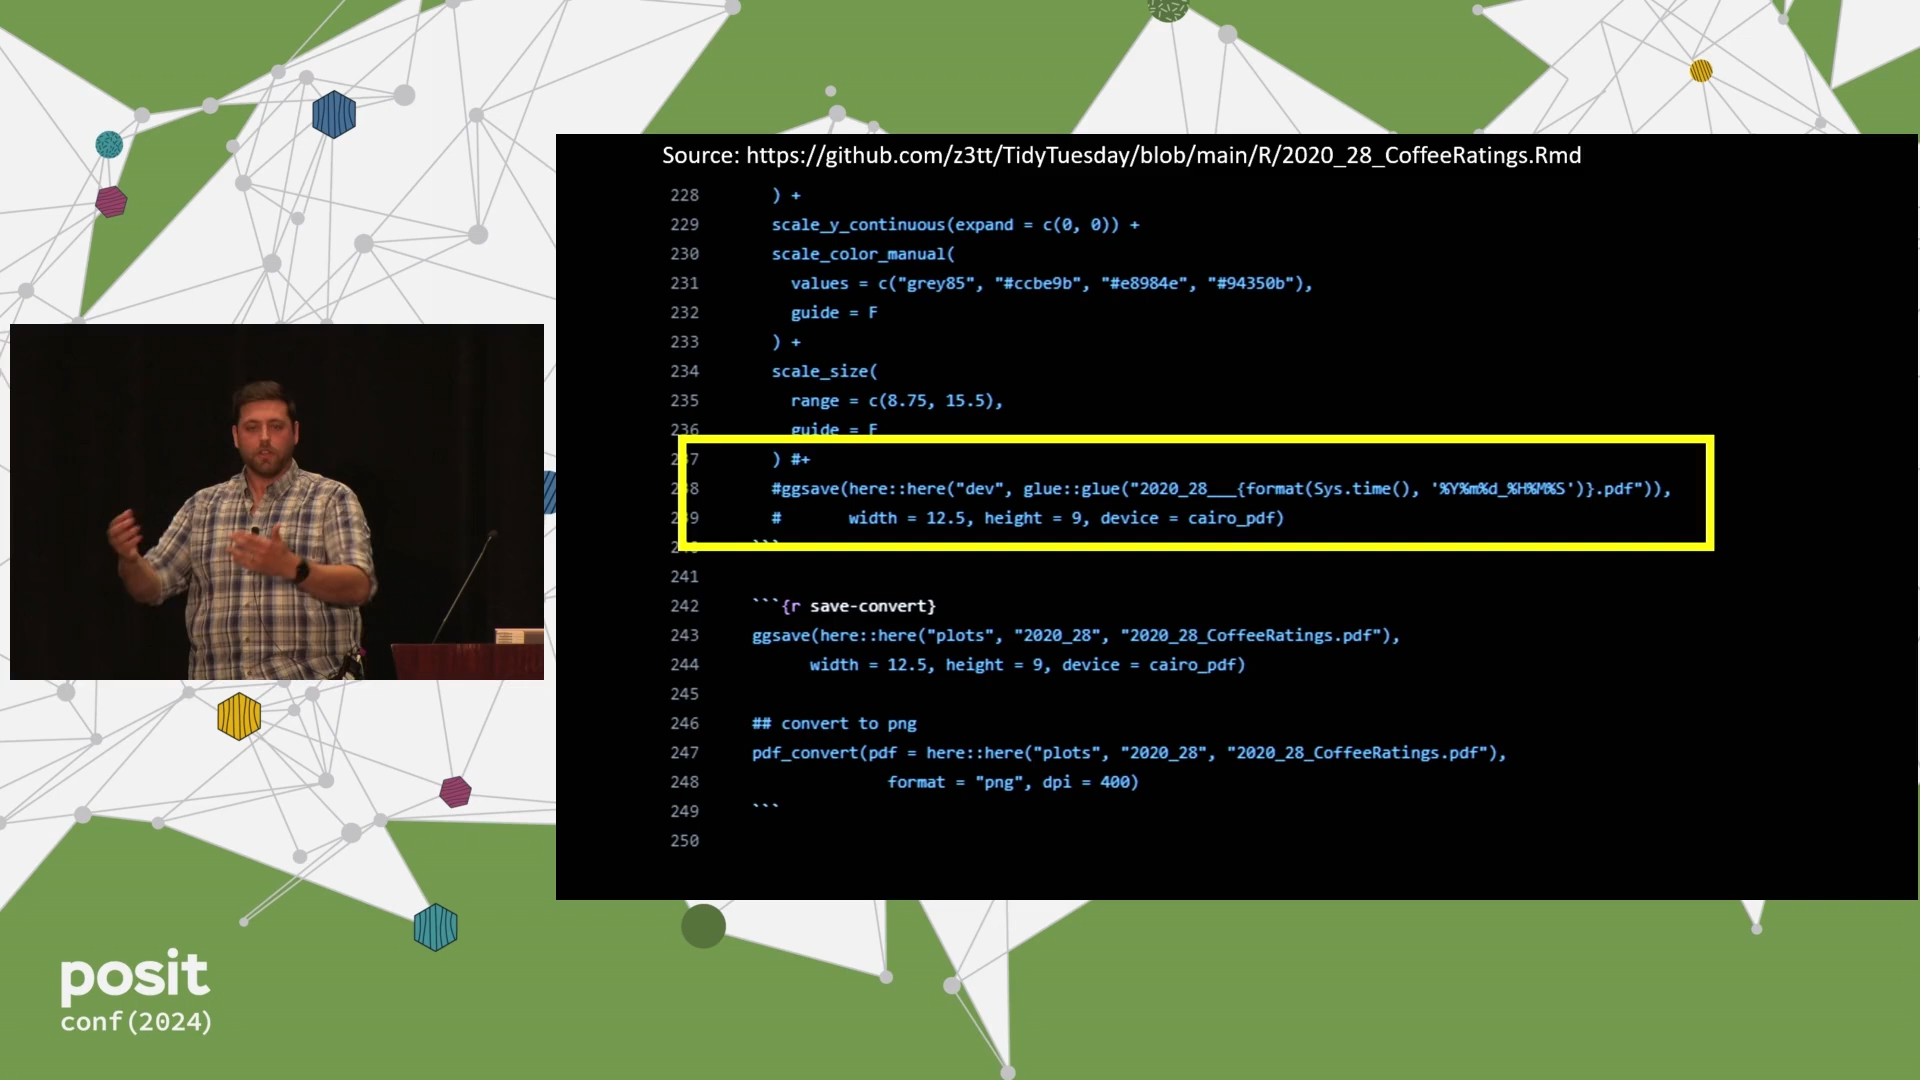 Source: https://github.com/z3tt/TidyTuesday/blob/main/R/2020_28_CoffeeRatings.Rmd
228 ) +
229 scale_y_continuous(expand = c(0, 0)) +
230 scale_color_manual(
231 values = c("grey85", "#ccbe9b", "#e8984e", "#94350b"),
232 guide = F
233 ) +
234 scale_size(
235 range = c(8.75, 15.5),
236 guide = F
237 ) #+
238 #ggsave(here::here("dev", glue::glue("2020_28___{format(Sys.time(), '%Y%m%d_%H%M%S')}.pdf")),
239 # width = 12.5, height = 9, device = cairo_pdf)
240 ```
241
242 ```{r save-convert}
243 ggsave(here::here("plots", "2020_28", "2020_28_CoffeeRatings.pdf"),
244 width = 12.5, height = 9, device = cairo_pdf)
245
246 ## convert to png
247 pdf_convert(pdf = here::here("plots", "2020_28", "2020_28_CoffeeRatings.pdf"),
248 format = "png", dpi = 400)
249 ```
250
posit
conf(2024)